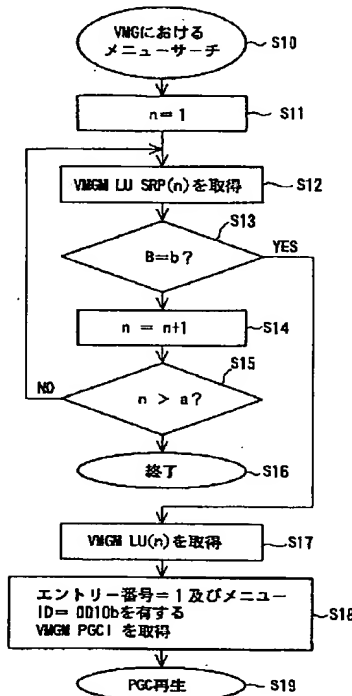 VMGにおける
メニューサーチ
S10
n= 1
S11
VMGM LU SRP(n)を取得
S12
S13
B=b?
YES
n = n+1
S14
S15
NO
n > a?
終了
S16
VMGM LU(n)を取得
S17
エントリー番号= 1 及びメニュー
ID= 0010bを有する
VMGM PGCI を取得
S18
PGC再生
S19